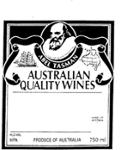 ABEL TASMAN
AUSTRALIAN
QUALITY WINES
PRODUCE OF AUSTRALIA
750 ml